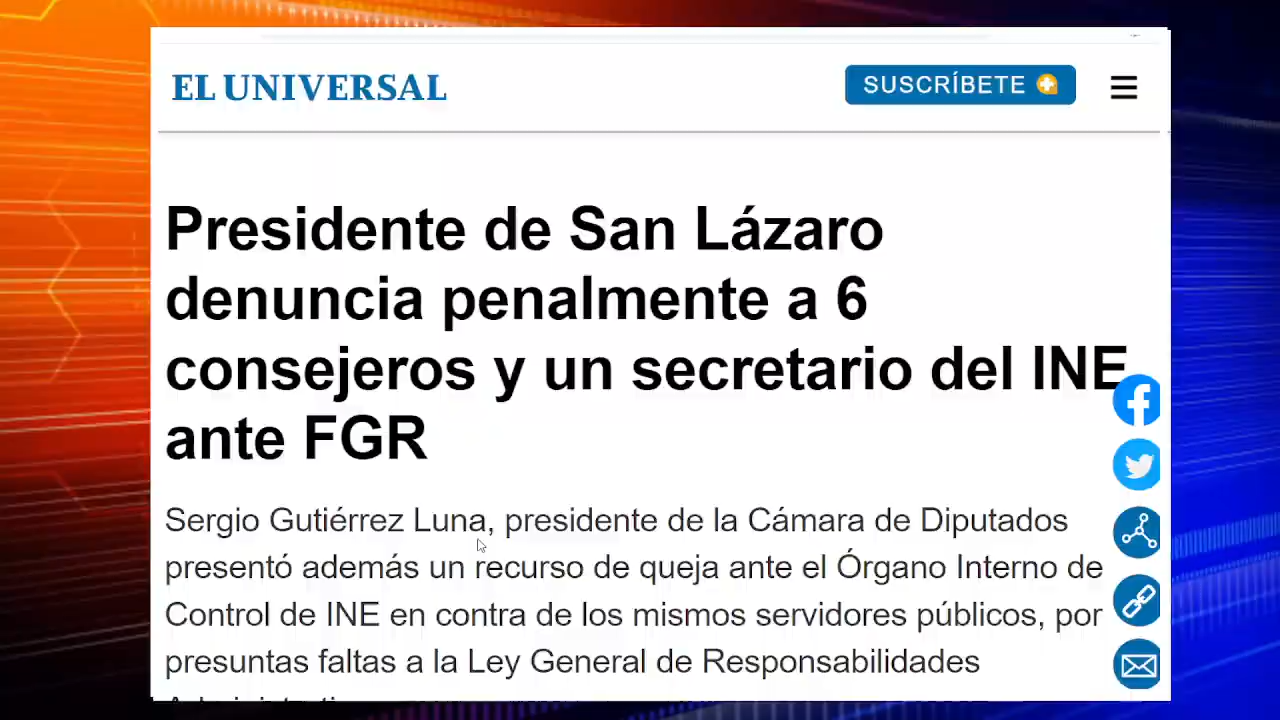 EL UNIVERSAL
SUSCRÍBETE
Presidente de San Lázaro
denuncia penalmente a 6
consejeros y un secretario del INE
ante FGR
Sergio Gutiérrez Luna, presidente de la Cámara de Diputados
presentó además un recurso de queja ante el Órgano Interno de
Control de INE en contra de los mismos servidores públicos, por
presuntas faltas a la Ley General de Responsabilidades